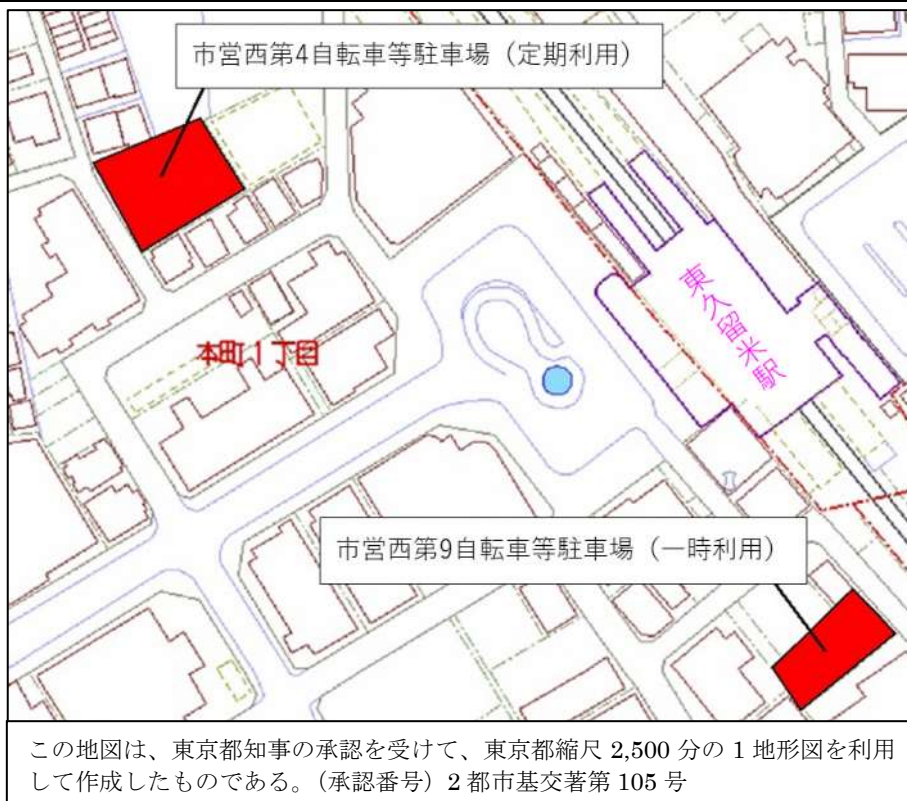 市営西第4自転車等駐車場（定期利用）
東久留米駅
本町1丁目
市営西第9自転車等駐車場（一時利用）
この地図は、東京都知事の承認を受けて、東京都縮尺 2,500 分の 1 地形図を利用
して作成したものである。（承認番号）2 都市基交著第 105 号